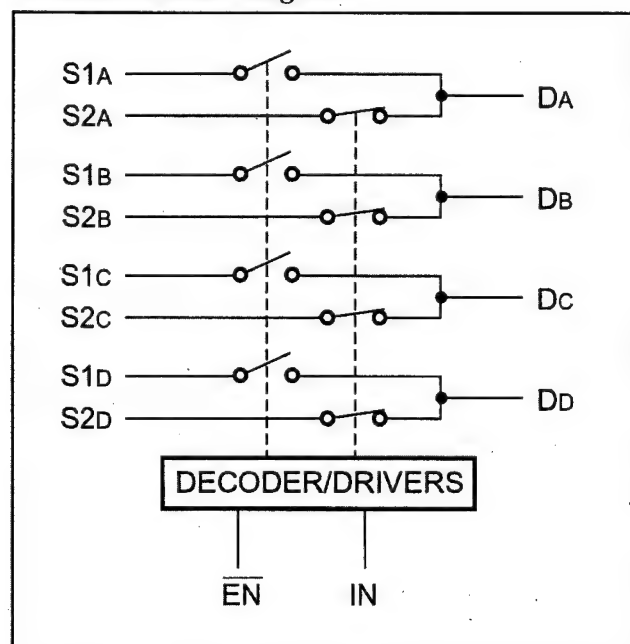 S1A
DA
S2A
S1B
DB
S2B
S1C
DC
S2C
S1D
DD
S2D
DECODER/DRIVERS
EN IN